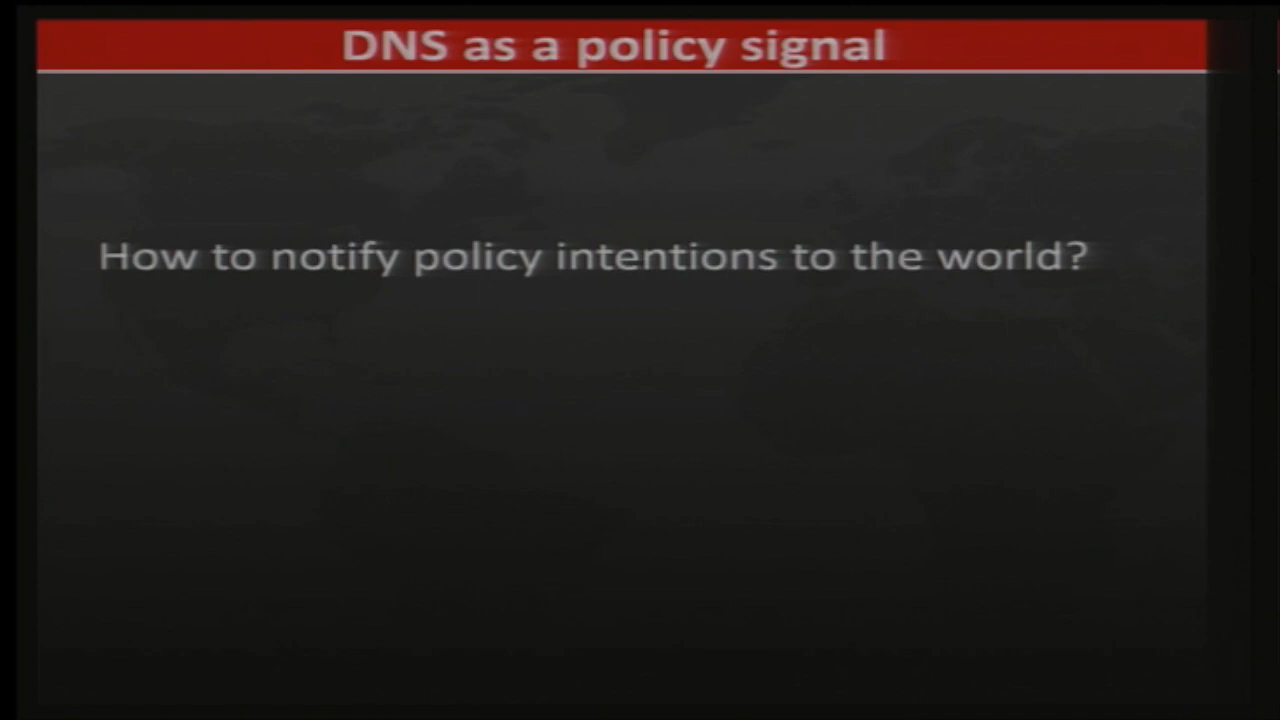 DNS as a policy signal
How to notify policy intentions to the world?